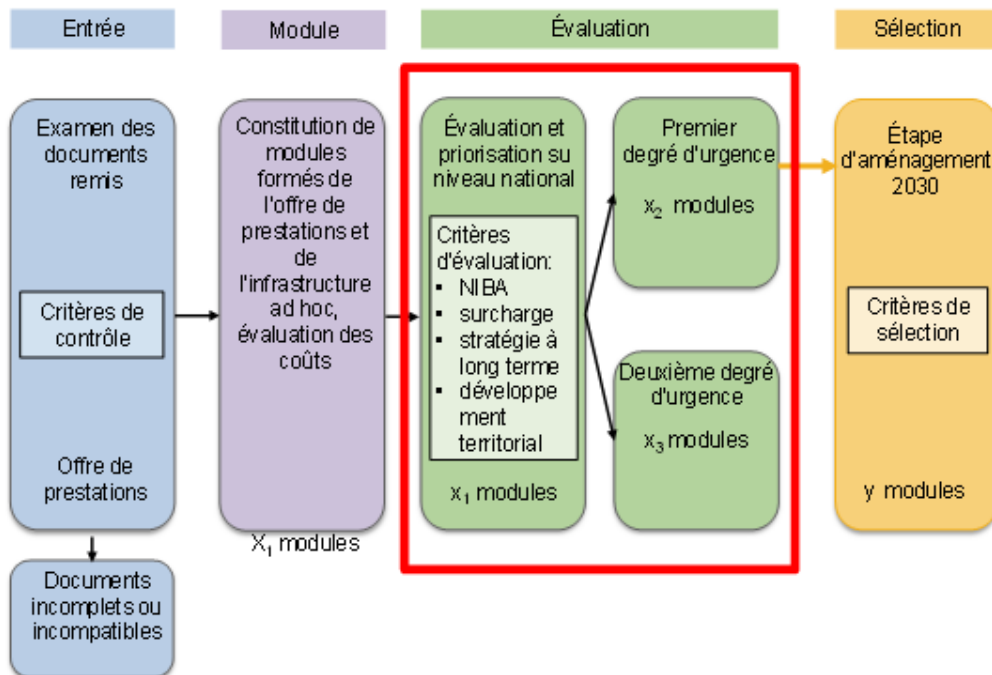 Entrée
Module
Évaluation
Sélection
Examen des
documents
remis
Critères de
contrôle
Offre de
prestations
Documents
incomplets ou
incompatibles
Constitution de
modules
formés de
l'offre de
prestations et
de
l'infrastructure
ad hoc,
évaluation des
coûts
X₁ modules
Évaluation et
priorisation su
niveau national
Critères
d'évaluation:
▪ NIBA
▪ surcharge
▪ stratégie à
long terme
▪ développe
ment
territorial
x₁ modules
Premier
degré d'urgence
x₂ modules
Deuxième degré
d'urgence
x₃ modules
Étape
d'aménagement
2030
Critères de
sélection
y modules